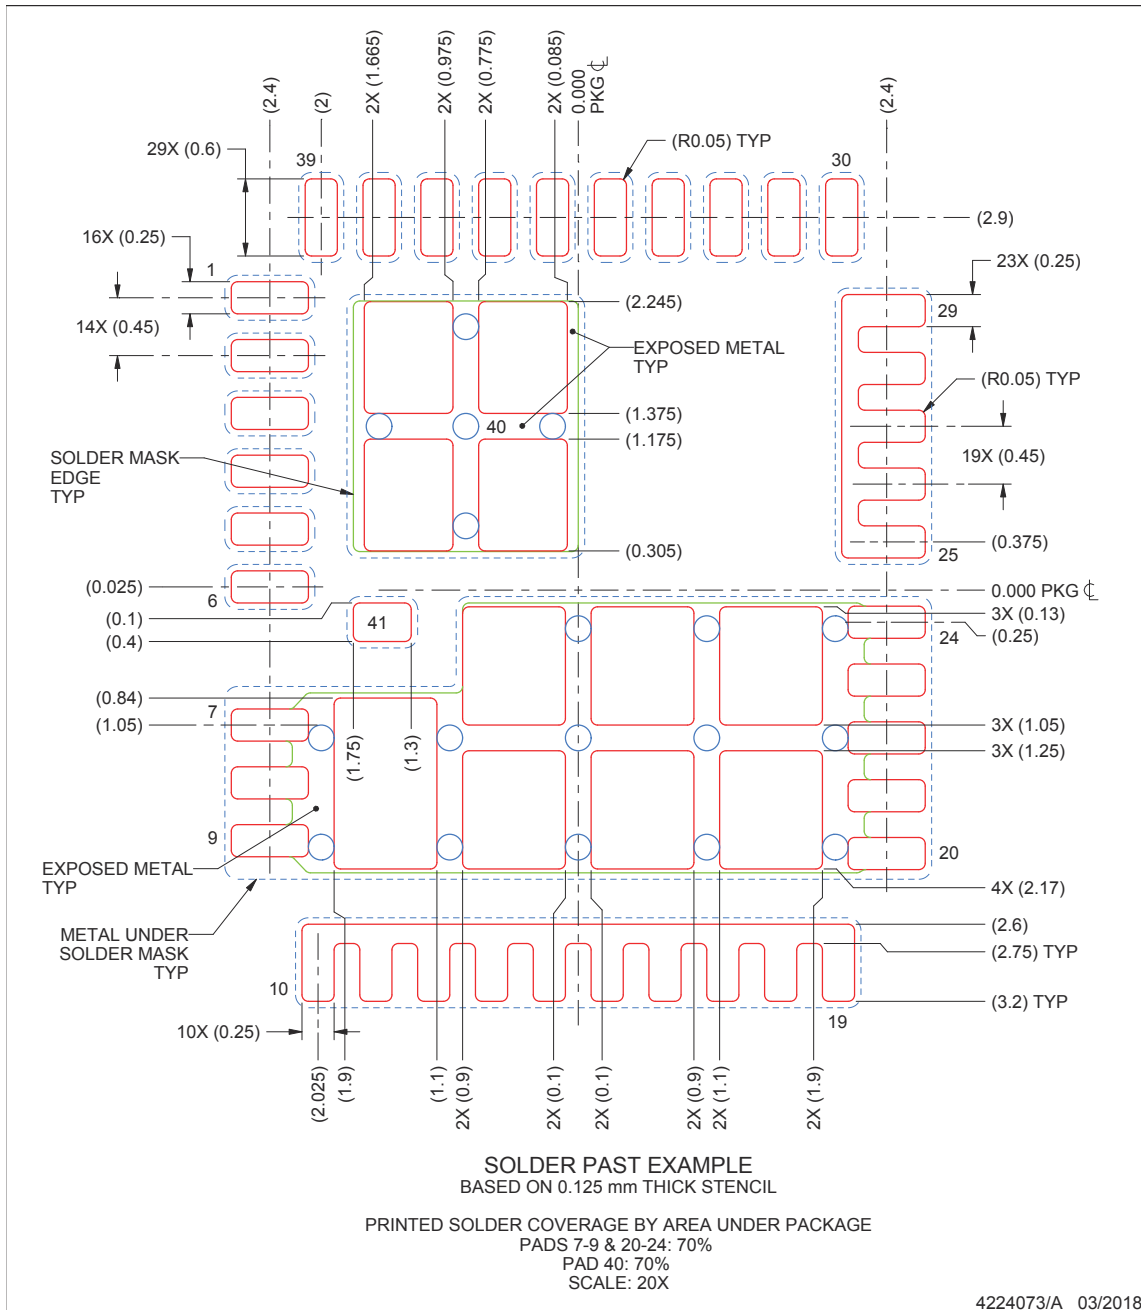 (2.4)
(2)
2X (1.665)
2X (0.975)
2X (0.775)
2X (0.085)
0.000
PKG ℄
(2.4)
29X (0.6)
39
(R0.05) TYP
30
(2.9)
16X (0.25)
1
23X (0.25)
14X (0.45)
(2.245)
29
EXPOSED METAL
TYP
(R0.05) TYP
(1.375)
40
(1.175)
SOLDER MASK
EDGE
TYP
19X (0.45)
(0.305)
25
(0.375)
(0.025)
6
0.000 PKG ℄
(0.1)
41
(0.4)
3X (0.13)
24
(0.25)
(0.84)
7
(1.05)
(1.75)
(1.3)
3X (1.05)
3X (1.25)
9
20
EXPOSED METAL
TYP
4X (2.17)
METAL UNDER
SOLDER MASK
TYP
(2.6)
(2.75) TYP
10
(3.2) TYP
19
10X (0.25)
(2.025)
(1.9)
(1.1)
2X (0.9)
2X (0.1)
2X (0.1)
2X (0.9)
2X (1.1)
2X (1.9)
SOLDER PAST EXAMPLE
BASED ON 0.125 mm THICK STENCIL
PRINTED SOLDER COVERAGE BY AREA UNDER PACKAGE
PADS 7-9 & 20-24: 70%
PAD 40: 70%
SCALE: 20X
4224073/A 03/2018